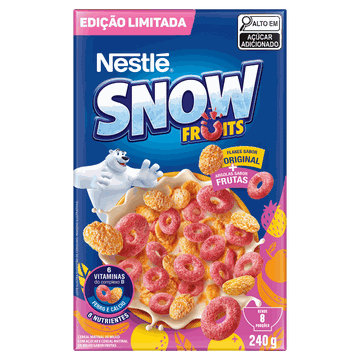 EDIÇÃO LIMITADA
ALTO EM
AÇÚCAR
ADICIONADO
Nestlé
SNOW
FRUITS
FLAKES SABOR
ORIGINAL
+
ARGOLAS SABOR
FRUTAS
6
VITAMINAS
do complexo B
FERRO E CÁLCIO
8 NUTRIENTES
RENDE
8
PORÇÕES
240 g